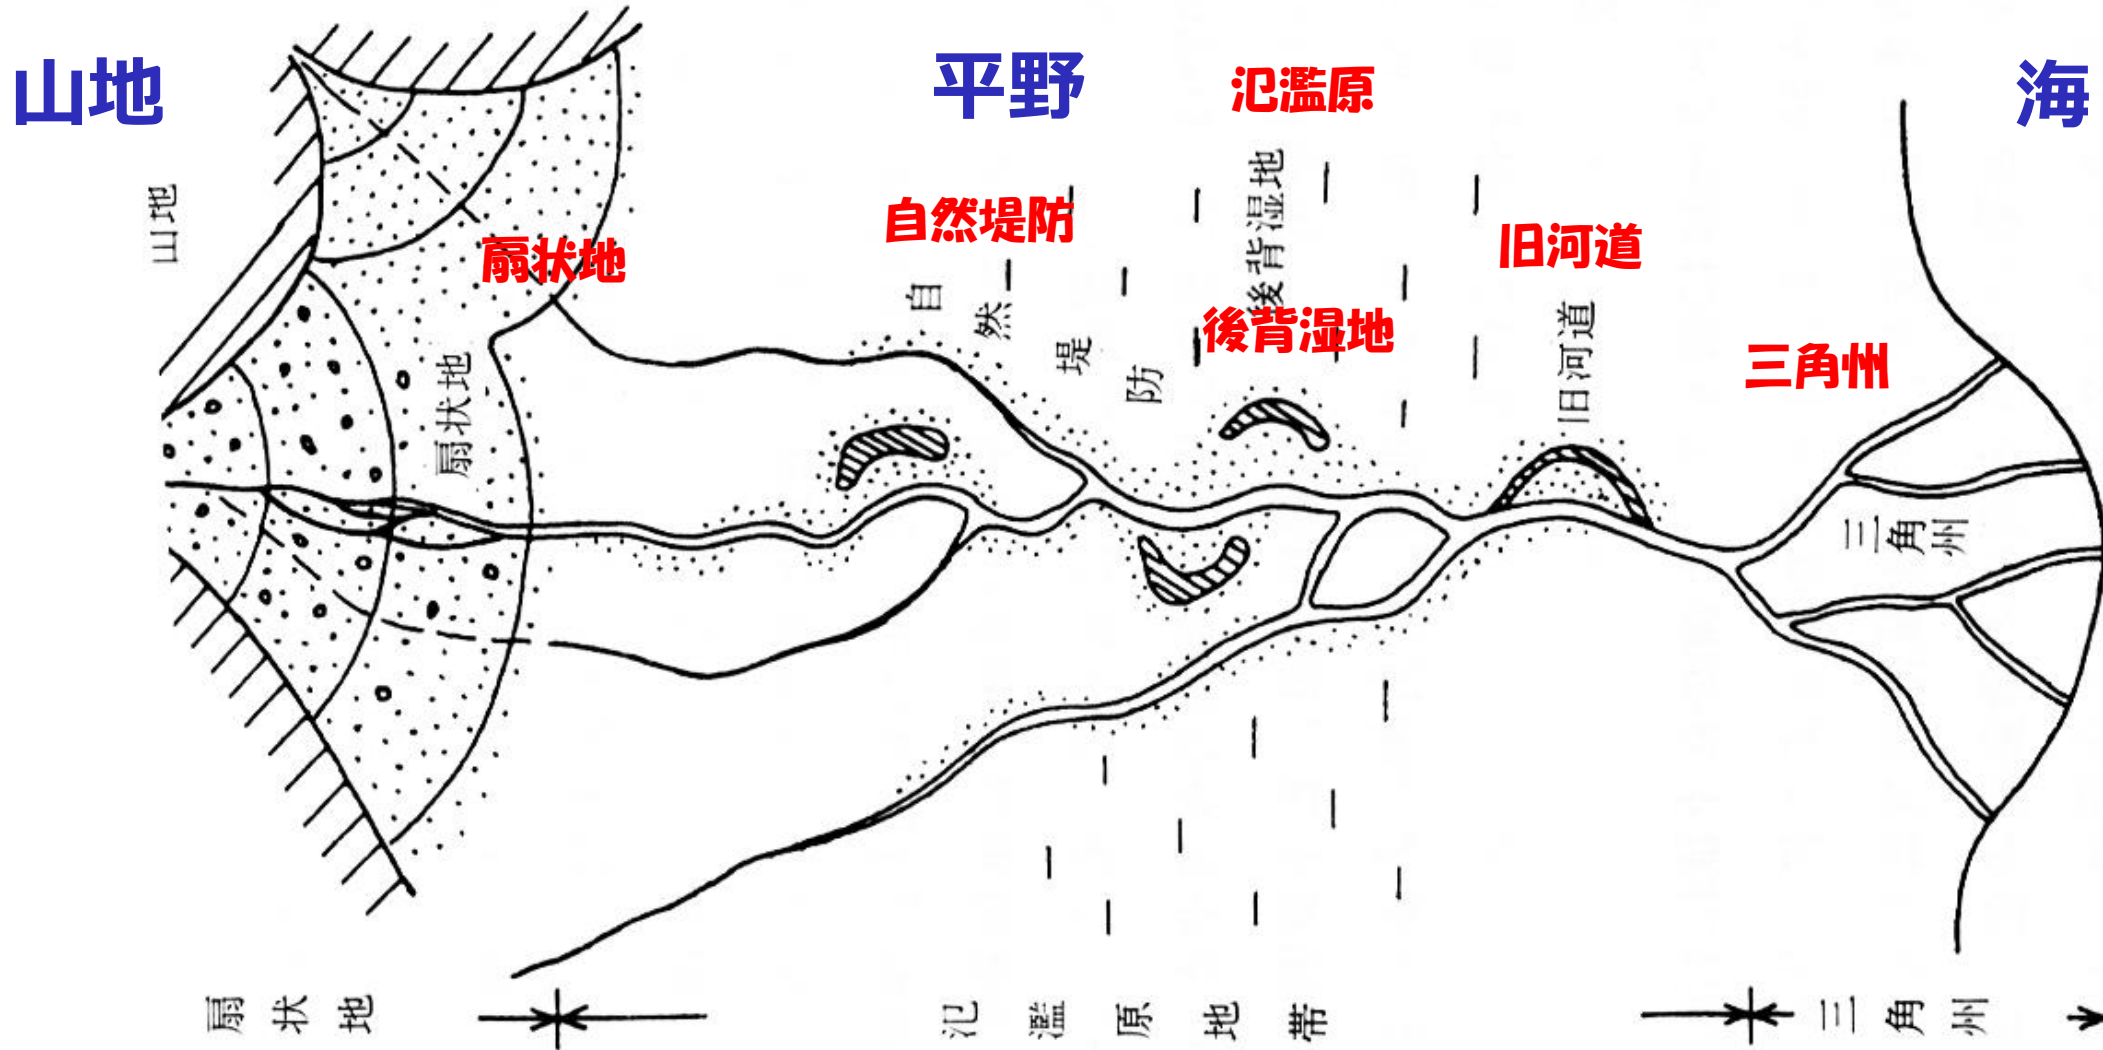 山地
平野
氾濫原
海
山地
後背湿地
自然堤防
旧河道
扇状地
自然堤防
後背湿地
旧河道
三角州
扇状地
三角州
扇状地
氾濫原地帯
三角州